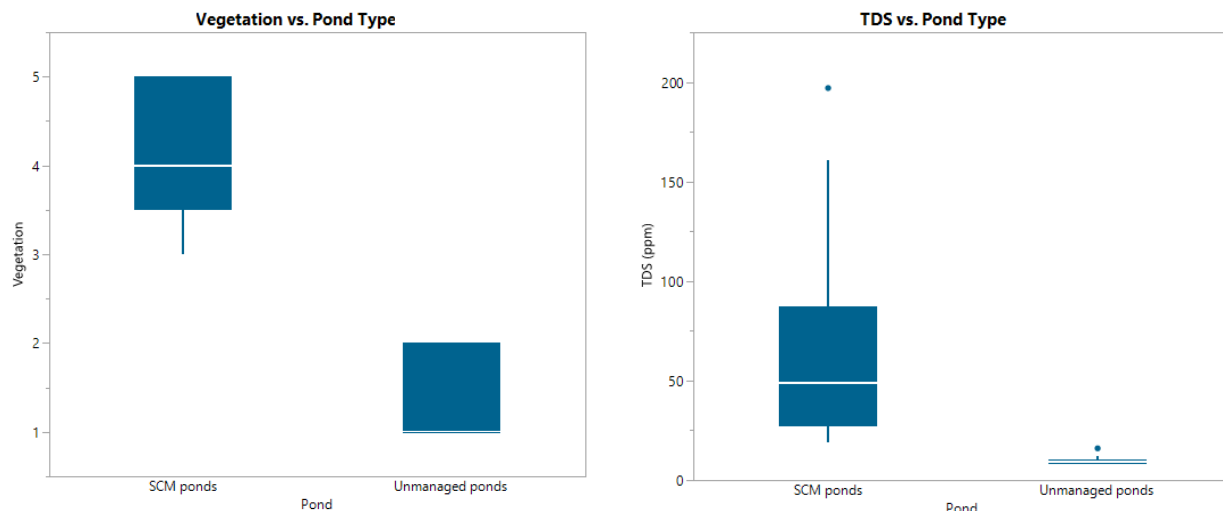 Vegetation vs. Pond Type
5
4
3
2
1
Vegetation
SCM ponds
Unmanaged ponds
Pond
TDS vs. Pond Type
200
150
100
50
0
TDS (ppm)
SCM ponds
Unmanaged ponds
Pond